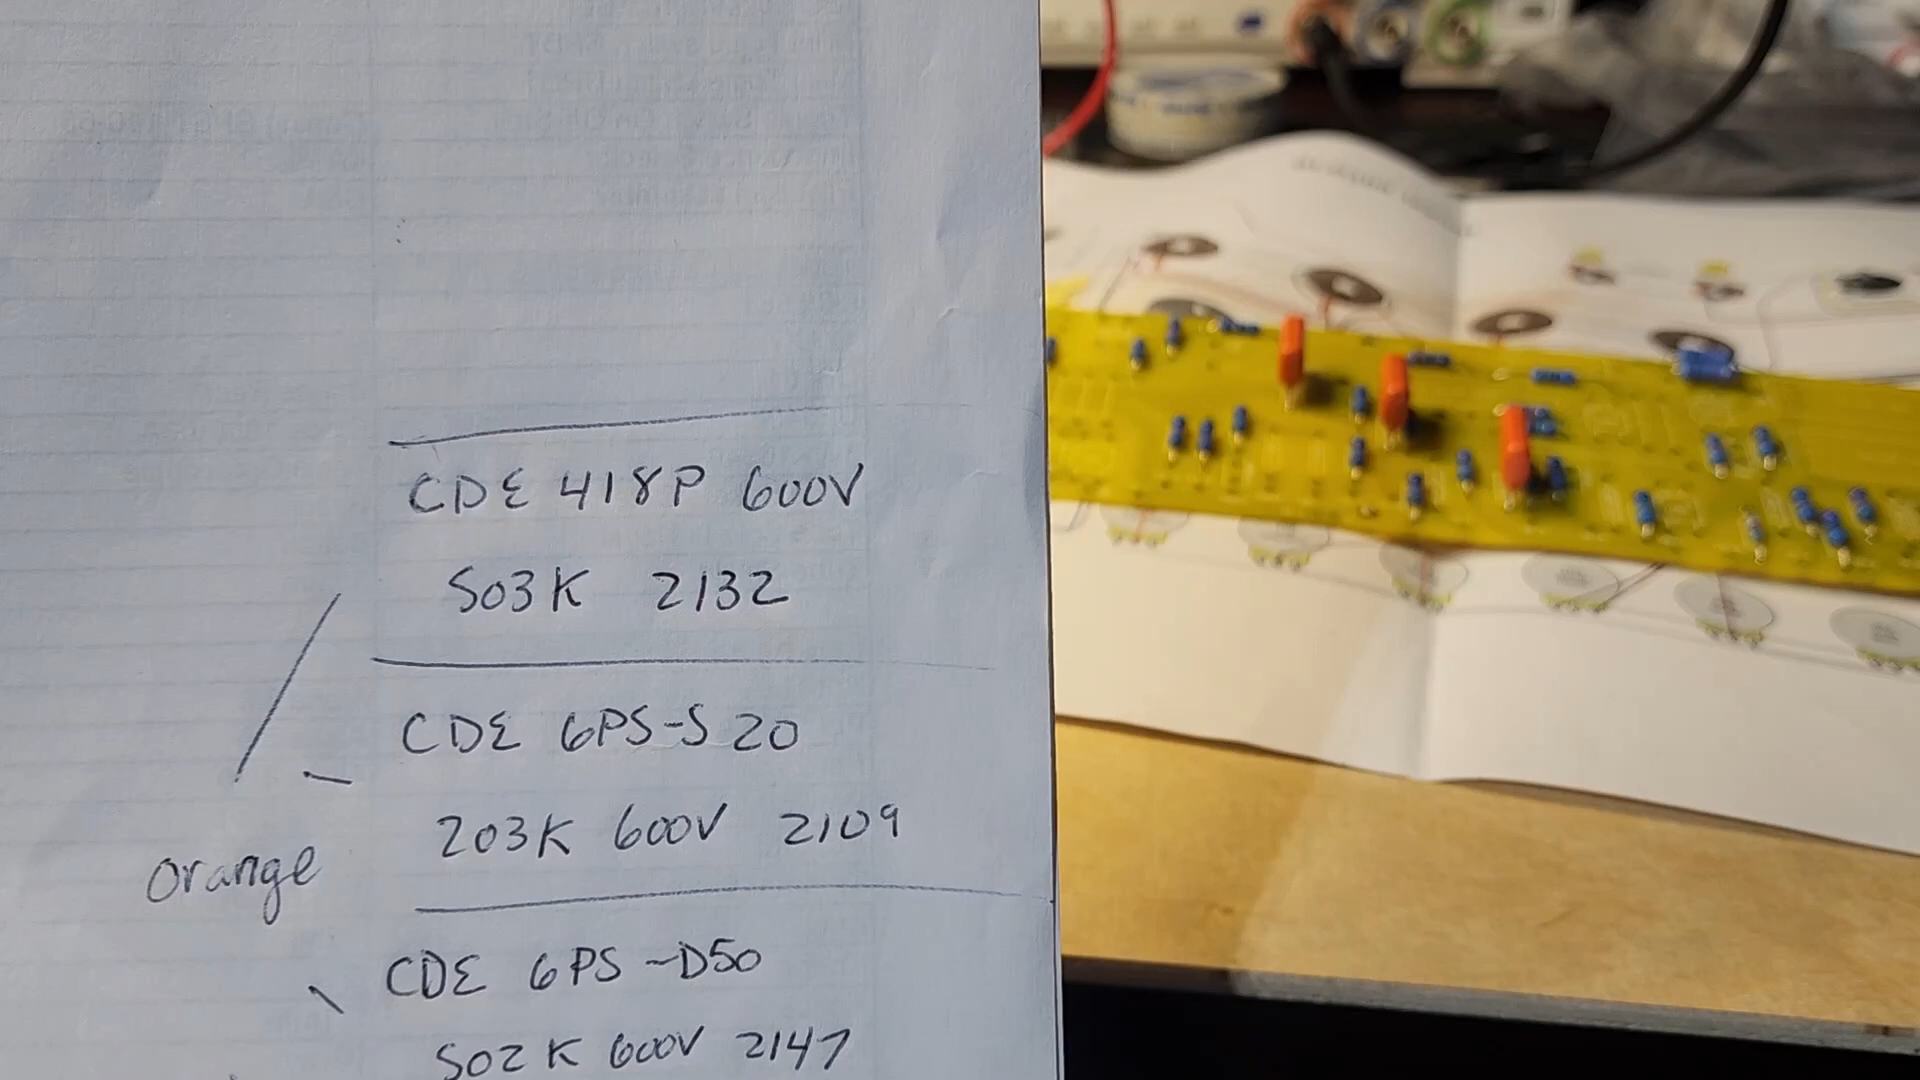 CDE 418P 600V
503K 2132
CDE 6PS-S20
203K 600V 2109
orange
CDE 6PS-D50
502K 600V 2147